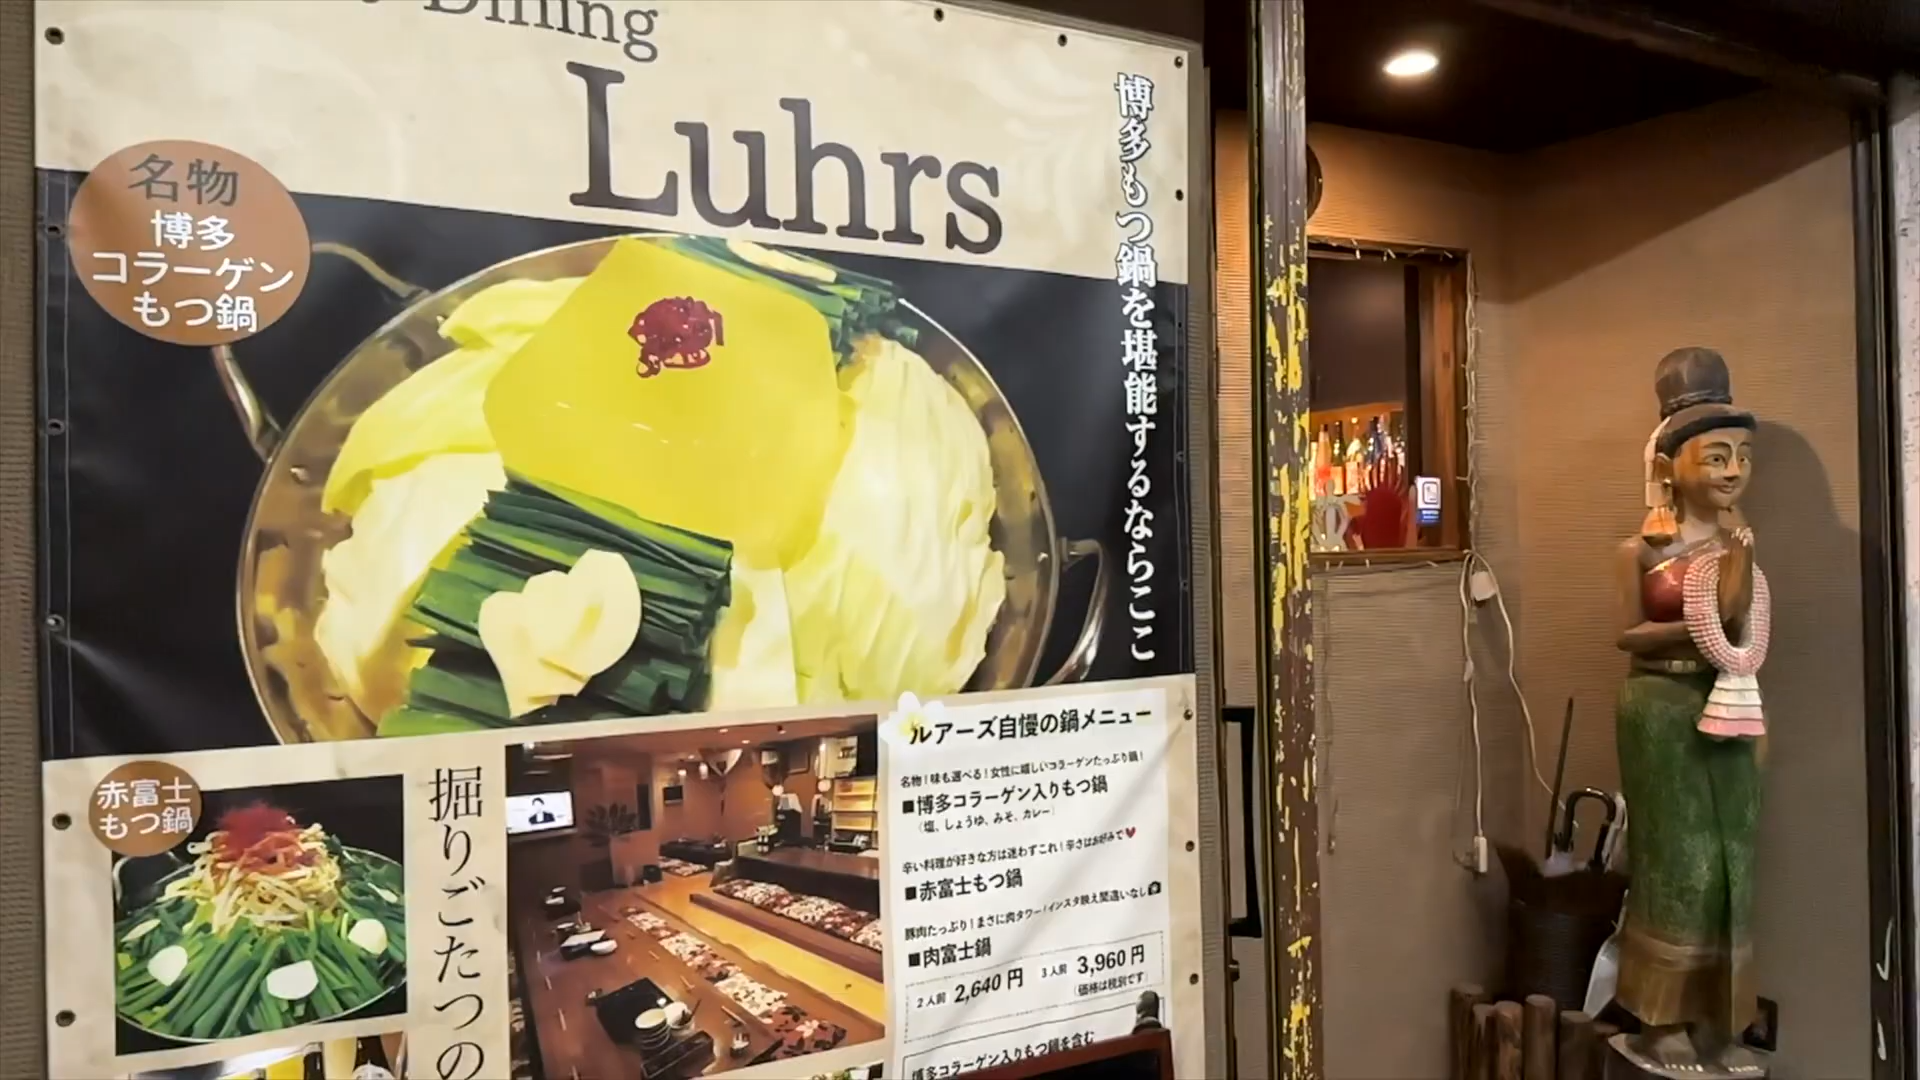 Dining
Luhrs
名物
博多
コラーゲン
もつ鍋
博多もつ鍋を堪能するならここ
赤富士
もつ鍋
掘りごたつの
ルアーズ自慢の鍋メニュー
名物！味も選べる！女性に嬉しいコラーゲンたっぷり鍋！
■博多コラーゲン入りもつ鍋
（塩、しょうゆ、みそ、カレー）
辛い料理が好きな方は迷わずこれ！辛さはお好みで
■赤富士もつ鍋
豚肉たっぷり！まさに肉タワー！インスタ映え間違いなし
■肉富士鍋
2人前 2,640円 3人前 3,960円
（価格は税別です）
博多コラーゲン入りもつ鍋を含む